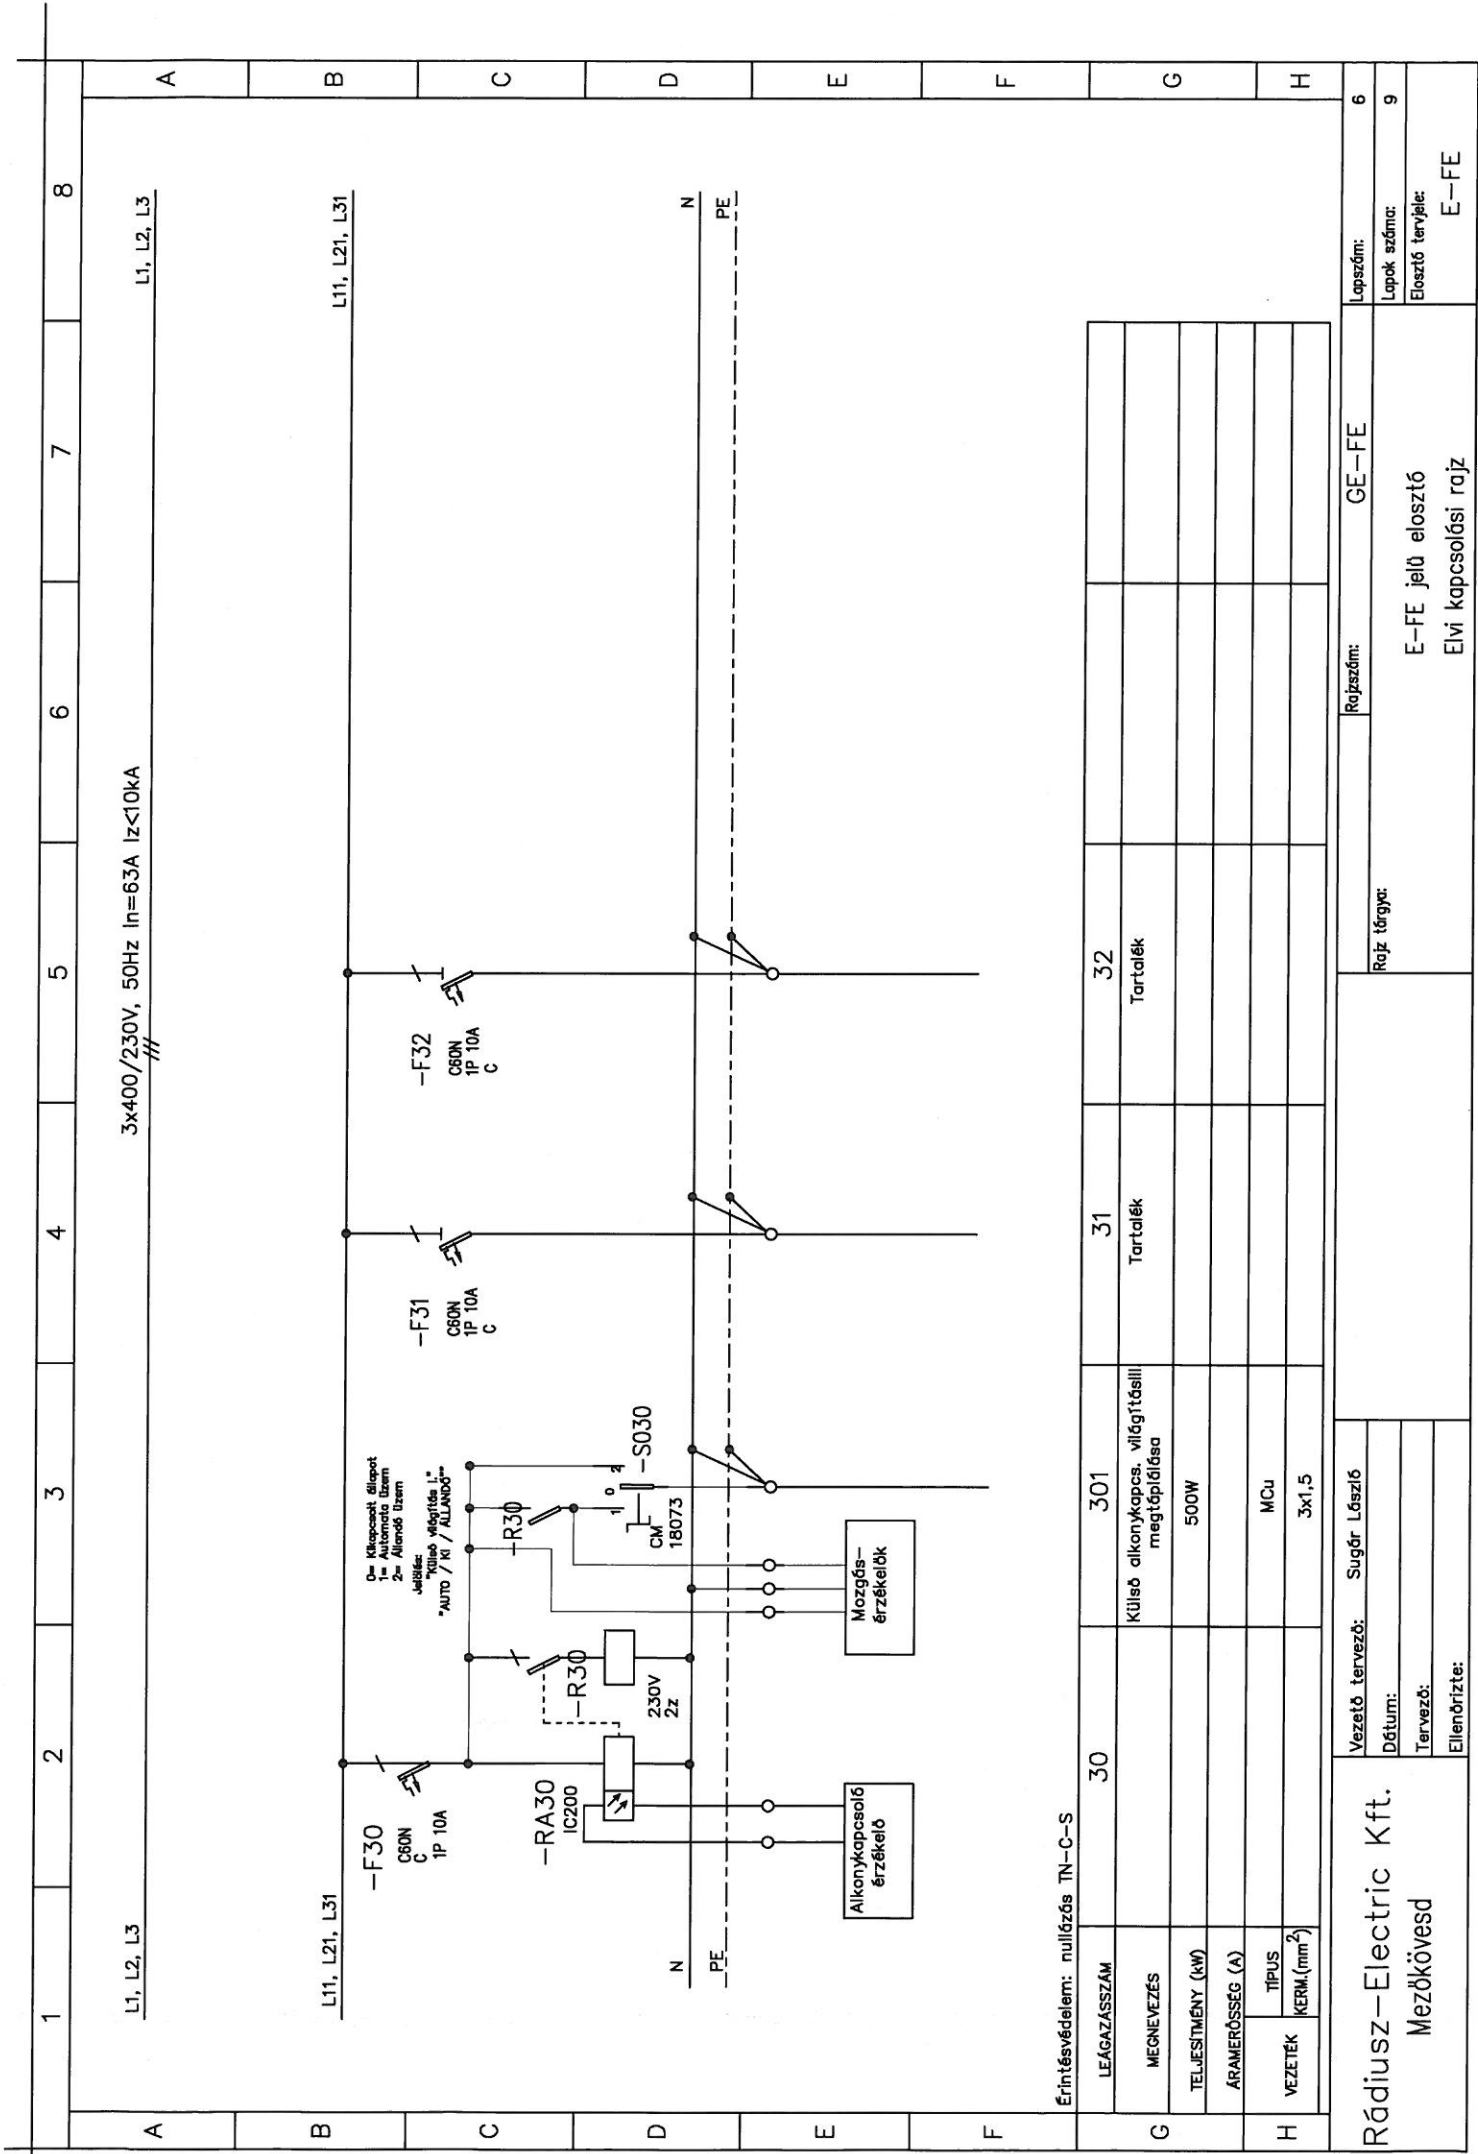 1 2 3 4 5 6 7 8
A
B
C
D
E
F
G
H
A
B
C
D
E
F
G
H
L1, L2, L3
3x400/230V, 50Hz In=63A Iz<10kA
L1, L2, L3
L11, L21, L31
L11, L21, L31
-F30
C60N
C
1P 10A
0= Kikapcsolt állapot
1= Automata üzem
2= Állandó üzem
Jelölés:
"Külső világítás I."
"AUTO / KI / ÁLLANDÓ"
-F31
C60N
1P 10A
C
-F32
C60N
1P 10A
C
-RA30
IC200
-R30
230V
2z
-R30
1 0 2
-S030
CM
18073
N
N
PE
PE
Alkonykapcsoló
érzékelő
Mozgás-
érzékelők
Érintésvédelem: nullázás TN-C-S
LEÁGAZÁSSZÁM 30 301 31 32
MEGNEVEZÉS
Külső alkonykapcs. világítás
megtáplálása
Tartalék
Tartalék
TELJESÍTMÉNY (kW) 500W
ÁRAMERŐSSÉG (A)
VEZETÉK
TÍPUS MCu
KERM.(mm²) 3x1,5
Rádiusz-Electric Kft.
Mezőkövesd
Vezető tervező: Sugár László
Dátum:
Tervező:
Ellenőrizte:
Rajzszám: GE-FE
Rajz tárgya:
E-FE jelű elosztó
Elvi kapcsolási rajz
Lapszám: 6
Lapok száma: 9
Elosztó tervjele:
E-FE